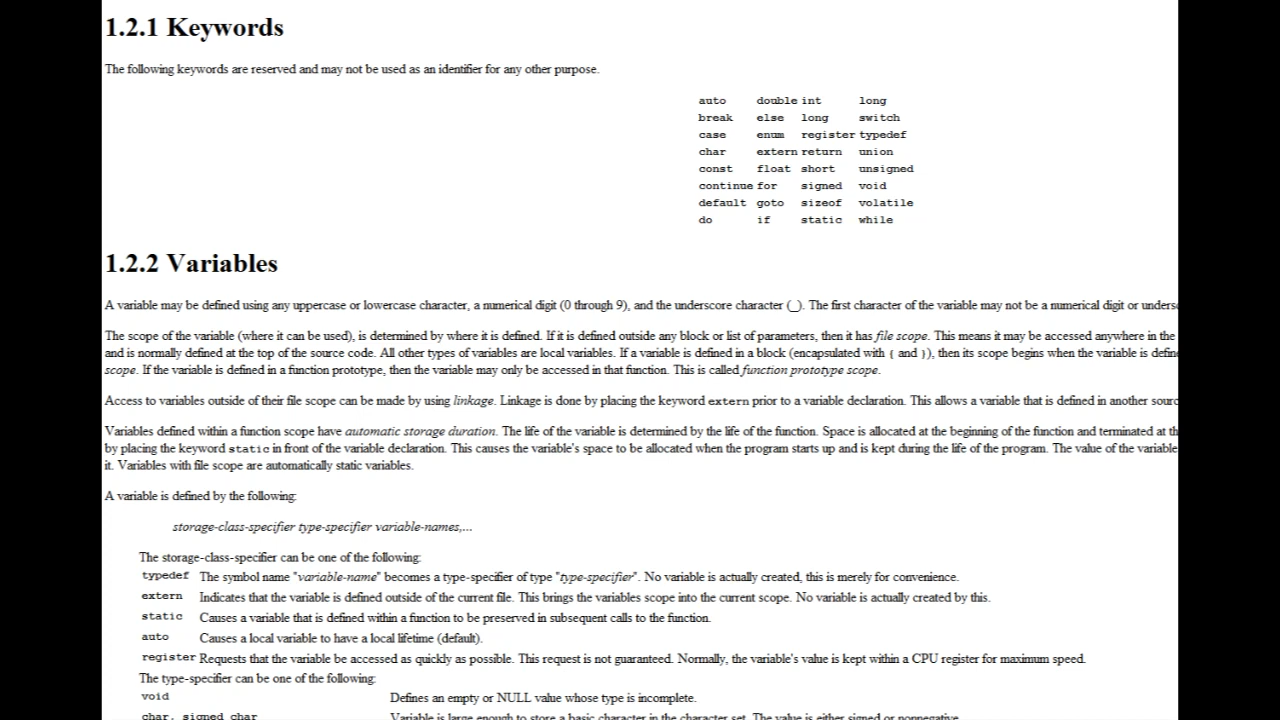 1.2.1 Keywords
The following keywords are reserved and may not be used as an identifier for any other purpose.
auto double int long
break else long switch
case enum register typedef
char extern return union
const float short unsigned
continue for signed void
default goto sizeof volatile
do if static while
1.2.2 Variables
A variable may be defined using any uppercase or lowercase character, a numerical digit (0 through 9), and the underscore character (_). The first character of the variable may not be a numerical digit or unders
The scope of the variable (where it can be used), is determined by where it is defined. If it is defined outside any block or list of parameters, then it has file scope. This means it may be accessed anywhere in the
and is normally defined at the top of the source code. All other types of variables are local variables. If a variable is defined in a block (encapsulated with { and }), then its scope begins when the variable is defin
scope. If the variable is defined in a function prototype, then the variable may only be accessed in that function. This is called function prototype scope.
Access to variables outside of their file scope can be made by using linkage. Linkage is done by placing the keyword extern prior to a variable declaration. This allows a variable that is defined in another sourc
Variables defined within a function scope have automatic storage duration. The life of the variable is determined by the life of the function. Space is allocated at the beginning of the function and terminated at th
by placing the keyword static in front of the variable declaration. This causes the variable's space to be allocated when the program starts up and is kept during the life of the program. The value of the variable
it. Variables with file scope are automatically static variables.
A variable is defined by the following:
storage-class-specifier type-specifier variable-names,...
The storage-class-specifier can be one of the following:
typedef The symbol name "variable-name" becomes a type-specifier of type "type-specifier". No variable is actually created, this is merely for convenience.
extern Indicates that the variable is defined outside of the current file. This brings the variables scope into the current scope. No variable is actually created by this.
static Causes a variable that is defined within a function to be preserved in subsequent calls to the function.
auto Causes a local variable to have a local lifetime (default).
register Requests that the variable be accessed as quickly as possible. This request is not guaranteed. Normally, the variable's value is kept within a CPU register for maximum speed.
The type-specifier can be one of the following:
void Defines an empty or NULL value whose type is incomplete.
char, signed char Variable is large enough to store a basic character in the character set. The value is either signed or nonnegative.